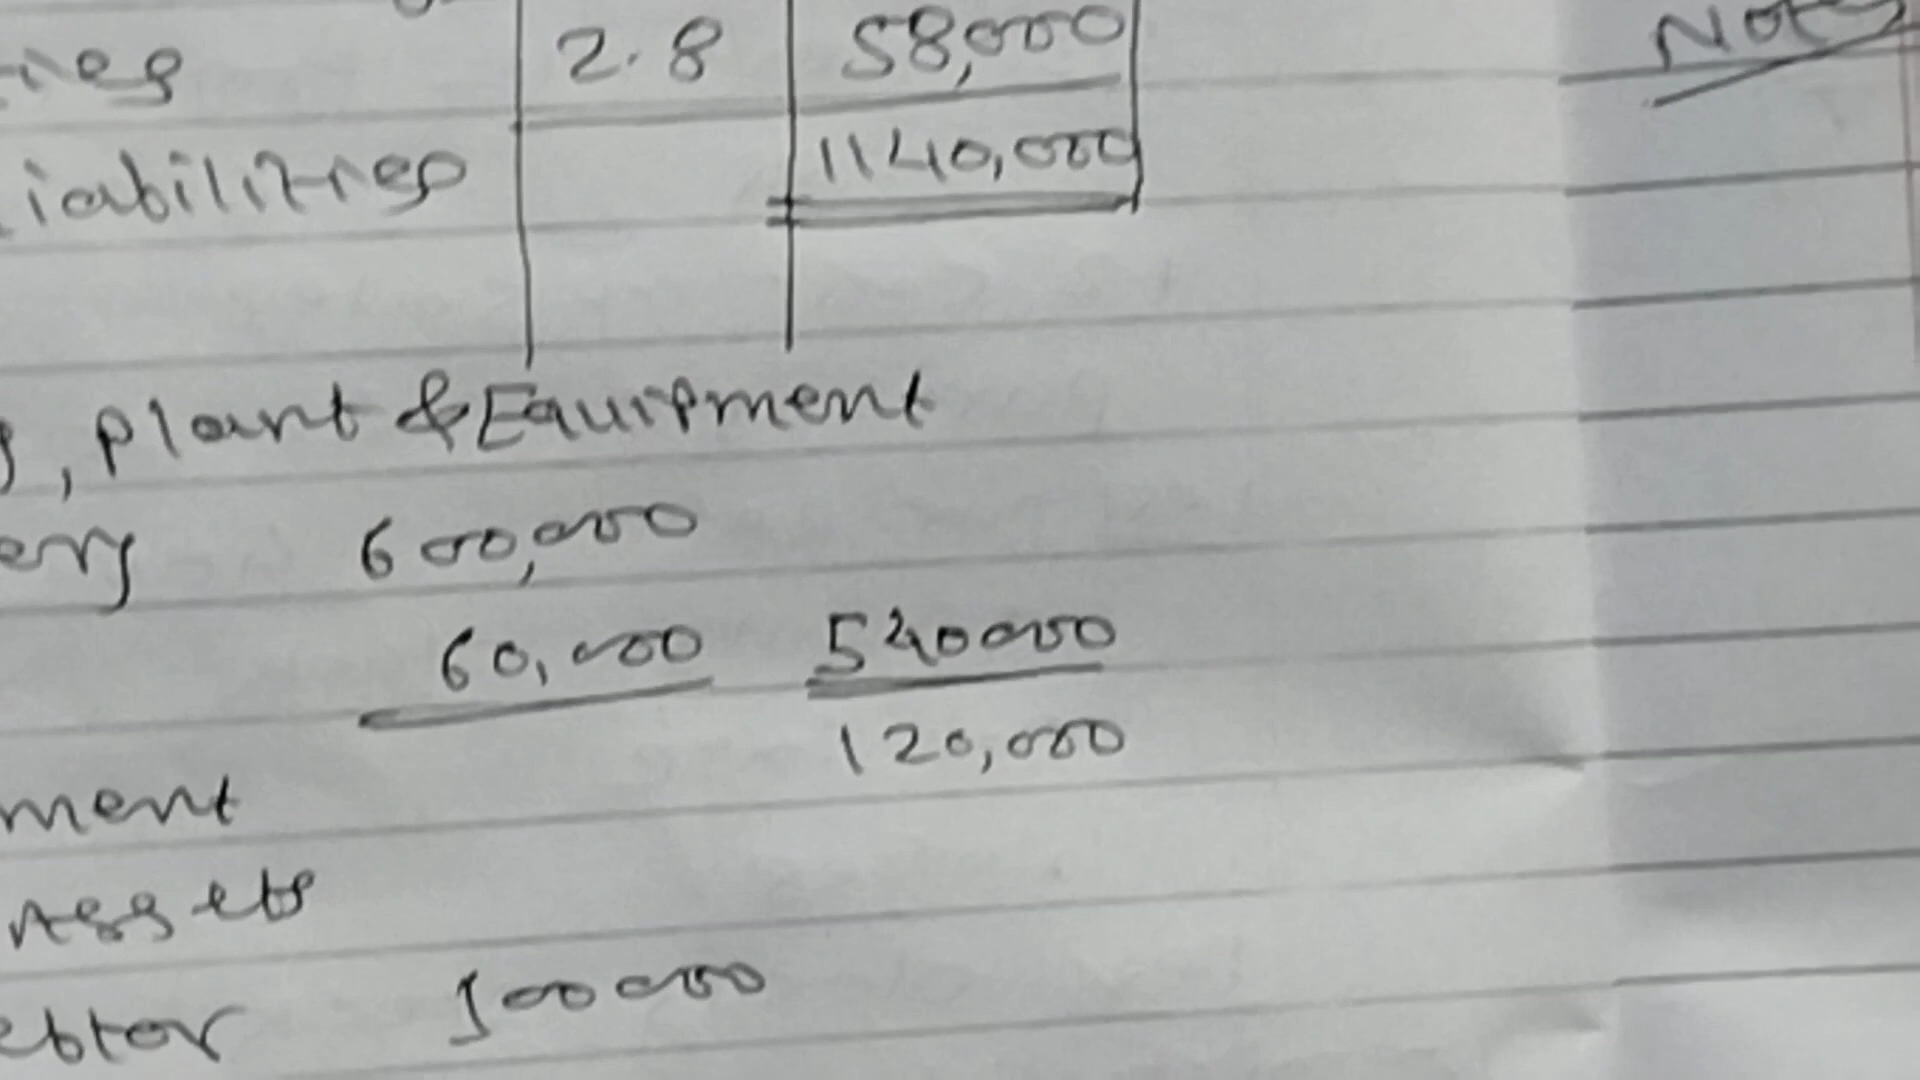 ies 2.8 58,000
iabilities 1140,000
, plant & Equipment
ery 600,000
60,000 540000
120,000
ment
Assets
ebtor 100000